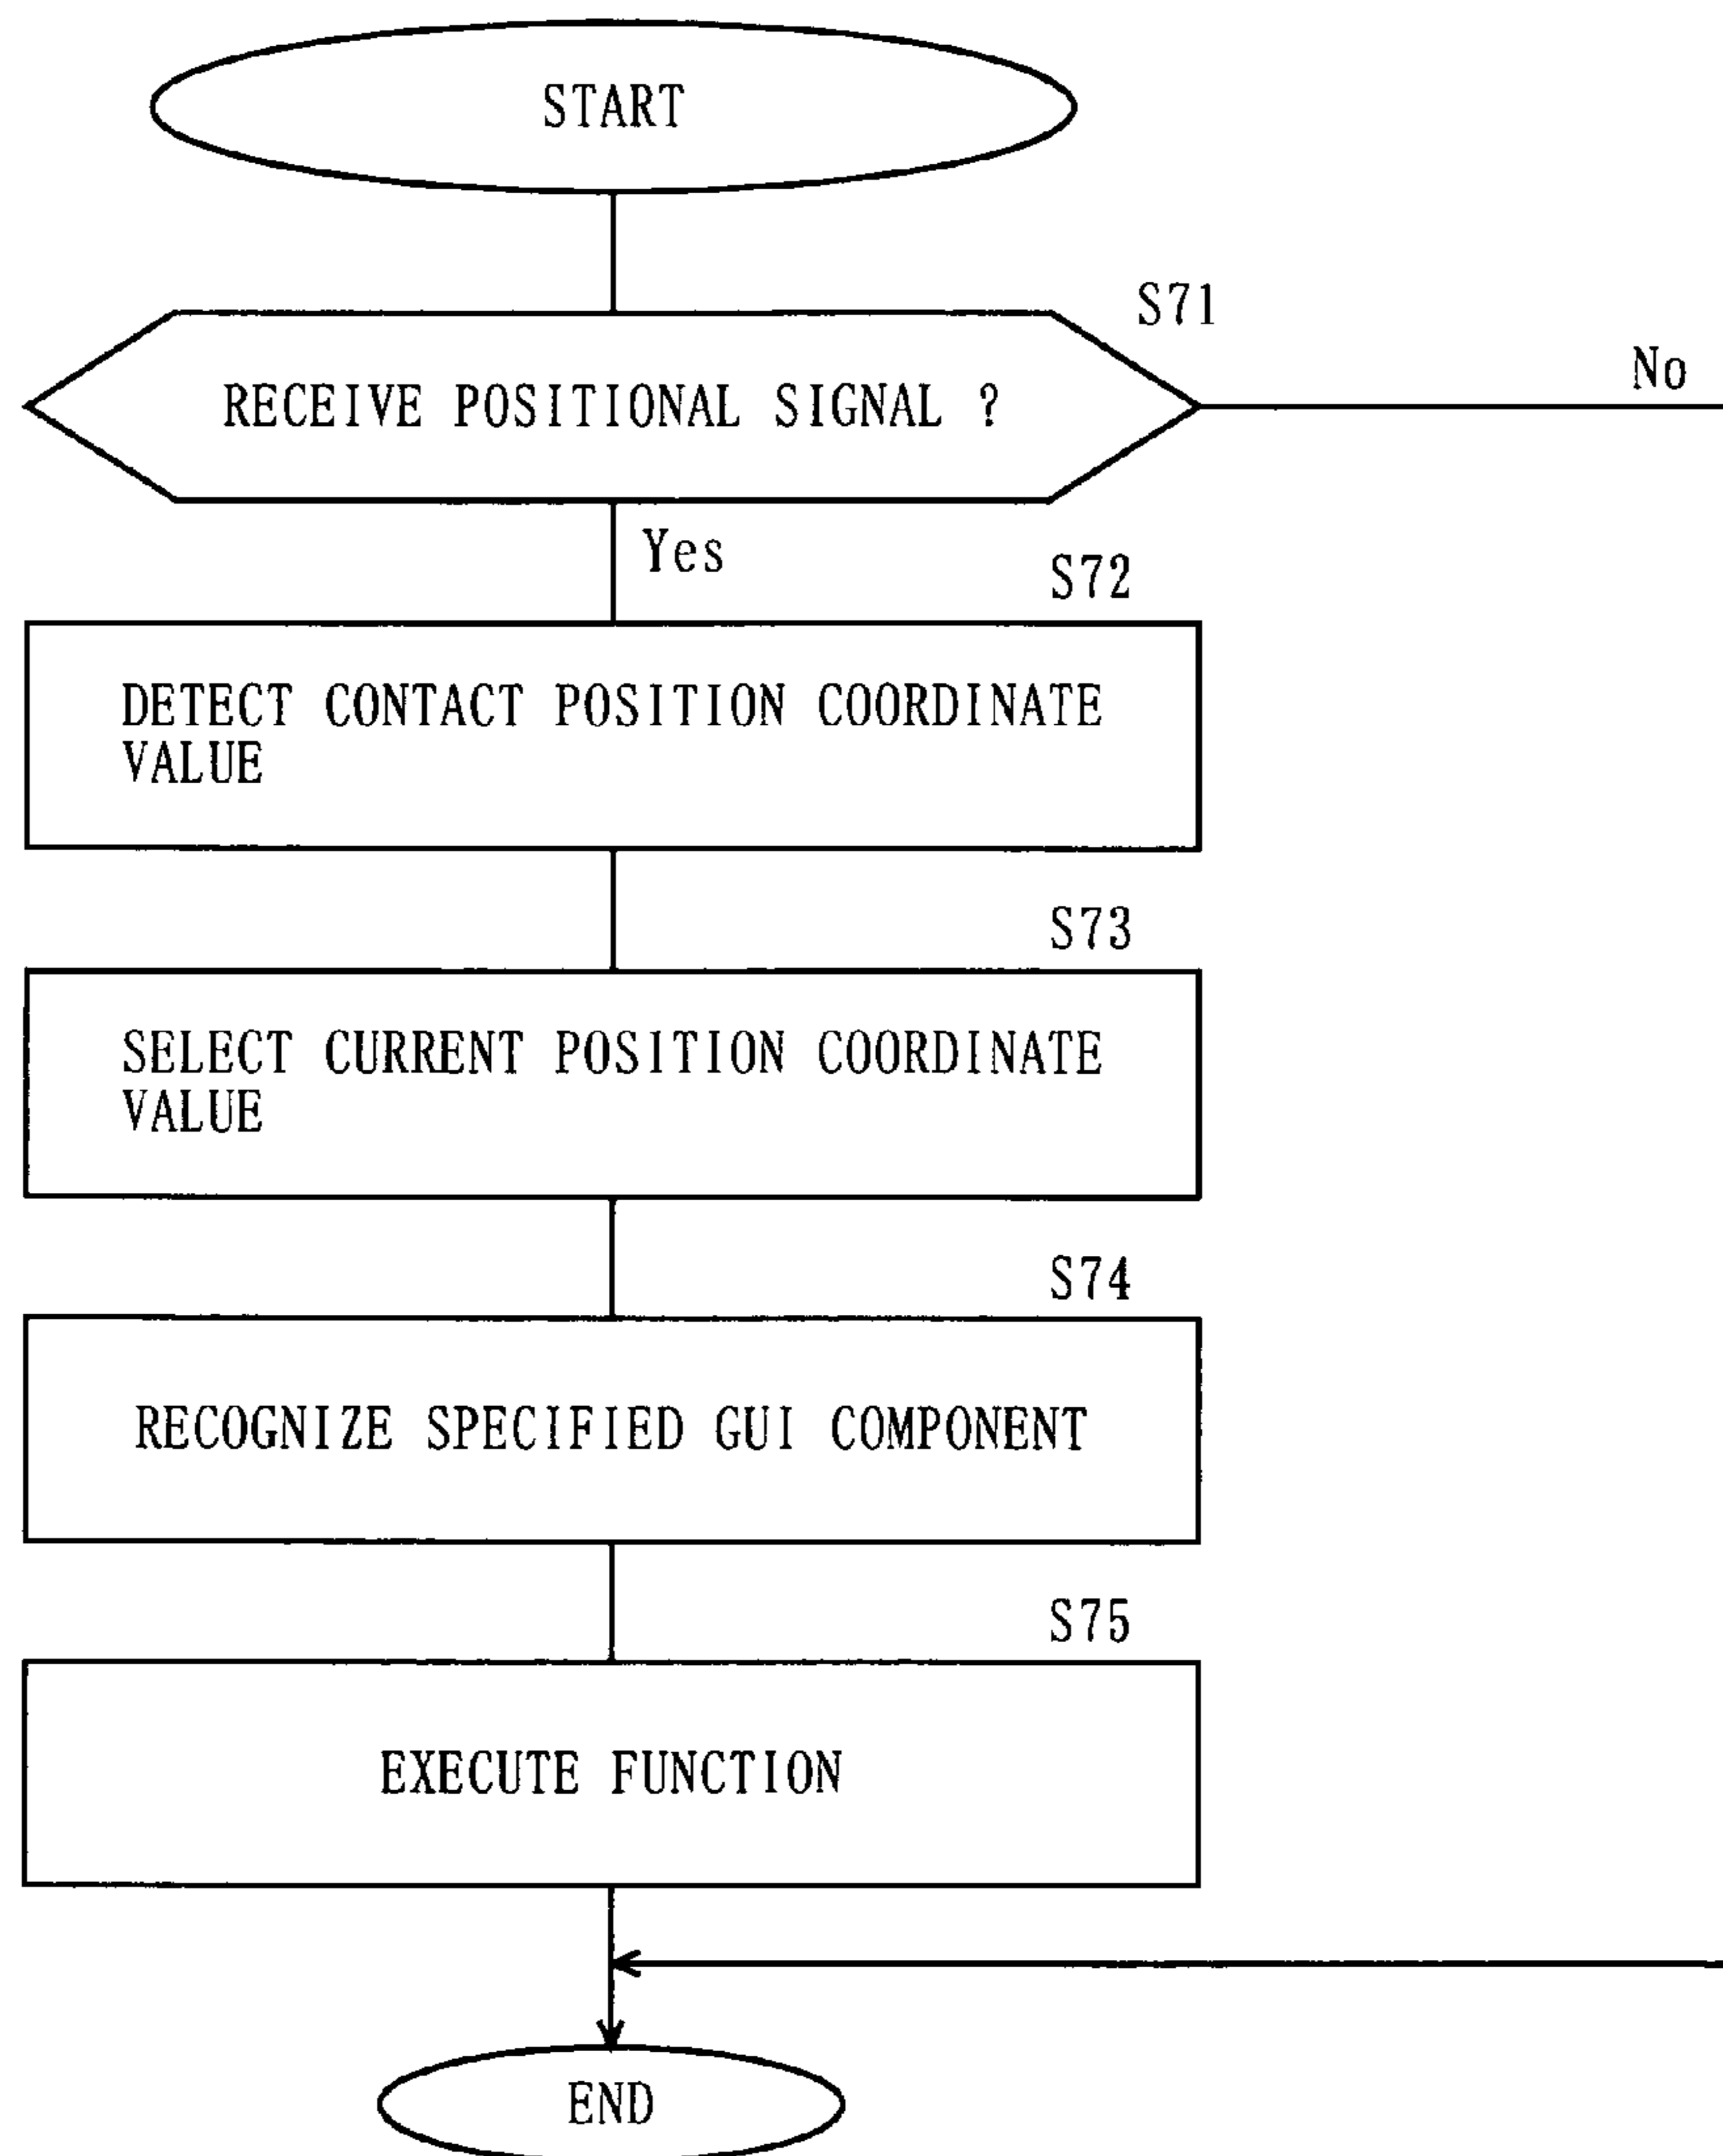 START
S71
RECEIVE POSITIONAL SIGNAL ?
No
Yes
S72
DETECT CONTACT POSITION COORDINATE
VALUE
S73
SELECT CURRENT POSITION COORDINATE
VALUE
S74
RECOGNIZE SPECIFIED GUI COMPONENT
S75
EXECUTE FUNCTION
END